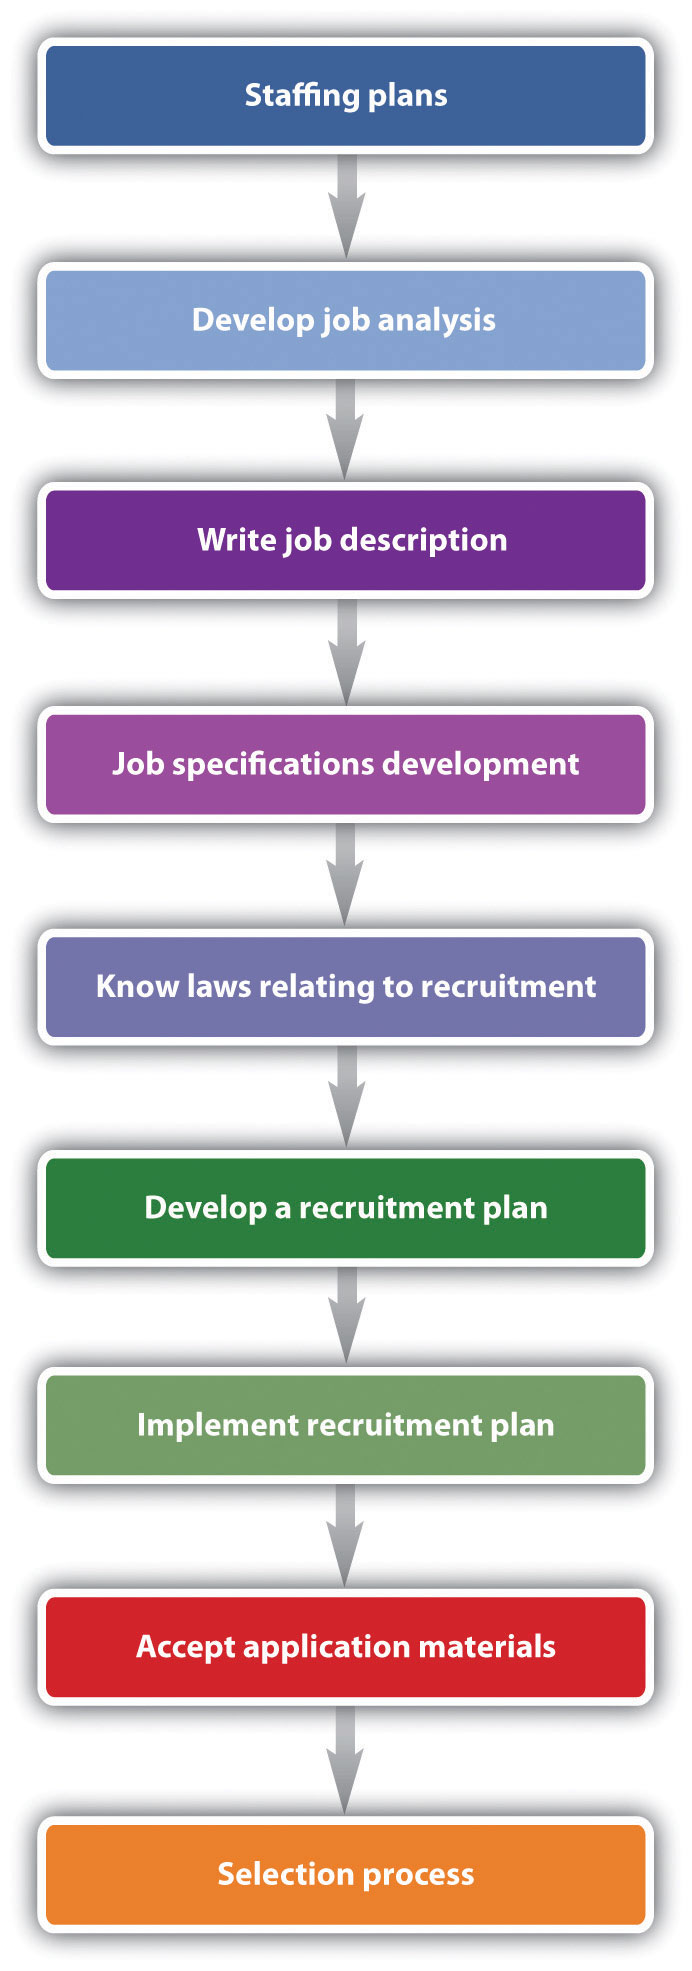 Staffing plans
Develop job analysis
Write job description
Job specifications development
Know laws relating to recruitment
Develop a recruitment plan
Implement recruitment plan
Accept application materials
Selection process